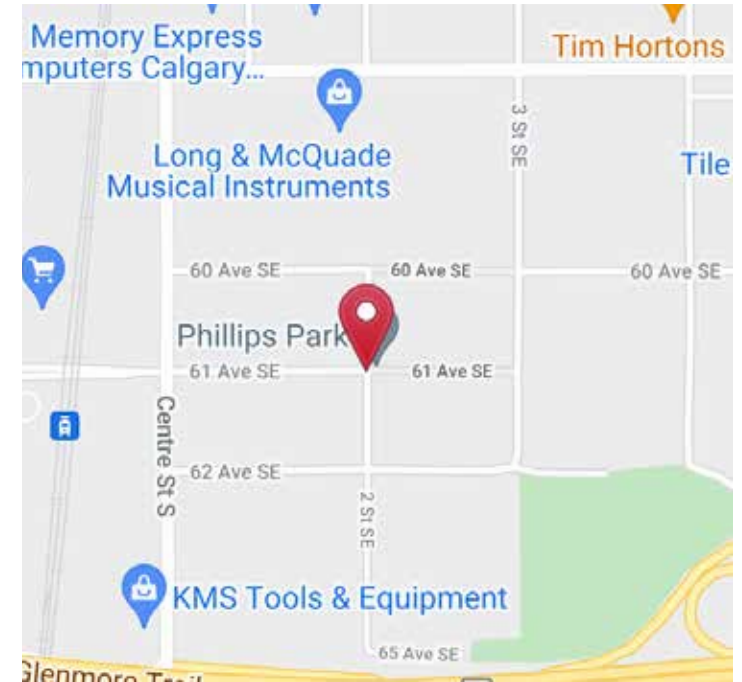 Memory Express
mputers Calgary...
Tim Hortons
3 St SE
Long & McQuade
Musical Instruments
Tile
60 Ave SE
60 Ave SE
60 Ave SE
Phillips Park
61 Ave SE
61 Ave SE
Centre St S
62 Ave SE
2 St SE
KMS Tools & Equipment
65 Ave SE
Glenmore Trail